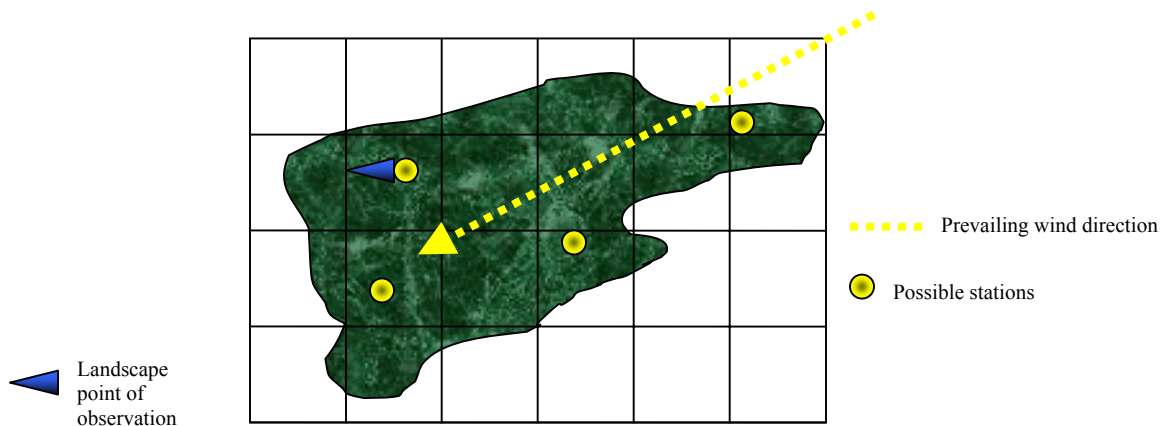 Prevailing wind direction
Possible stations
Landscape
point of
observation